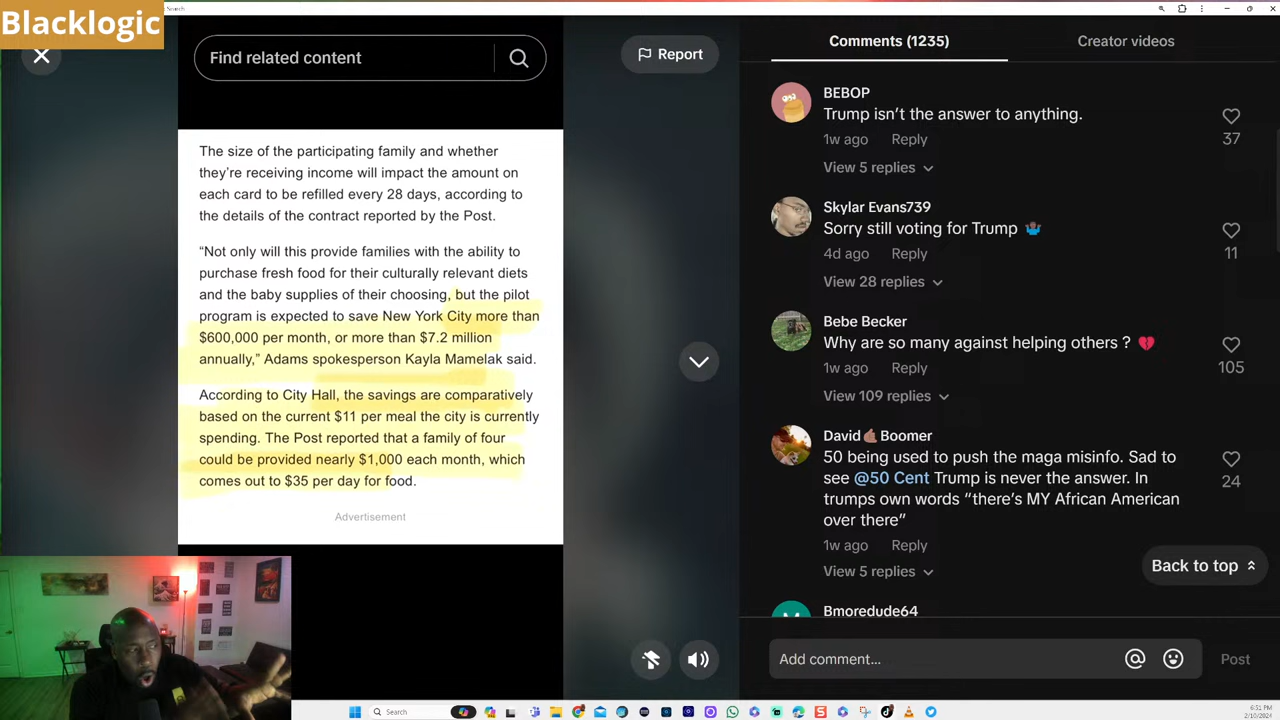 Blacklogic
Search
Find related content
Report
The size of the participating family and whether
they're receiving income will impact the amount on
each card to be refilled every 28 days, according to
the details of the contract reported by the Post.
“Not only will this provide families with the ability to
purchase fresh food for their culturally relevant diets
and the baby supplies of their choosing, but the pilot
program is expected to save New York City more than
$600,000 per month, or more than $7.2 million
annually,” Adams spokesperson Kayla Mamelak said.
According to City Hall, the savings are comparatively
based on the current $11 per meal the city is currently
spending. The Post reported that a family of four
could be provided nearly $1,000 each month, which
comes out to $35 per day for food.
Advertisement
Comments (1235)
Creator videos
BEBOP
Trump isn't the answer to anything.
1w ago Reply
37
View 5 replies
Skylar Evans739
Sorry still voting for Trump
4d ago Reply
11
View 28 replies
Bebe Becker
Why are so many against helping others ?
1w ago Reply
105
View 109 replies
David Boomer
50 being used to push the maga misinfo. Sad to
see @50 Cent Trump is never the answer. In
trumps own words “there's MY African American
over there”
24
1w ago Reply
View 5 replies
Back to top
Bmoredude64
Add comment...
Post
Search
6:51 PM